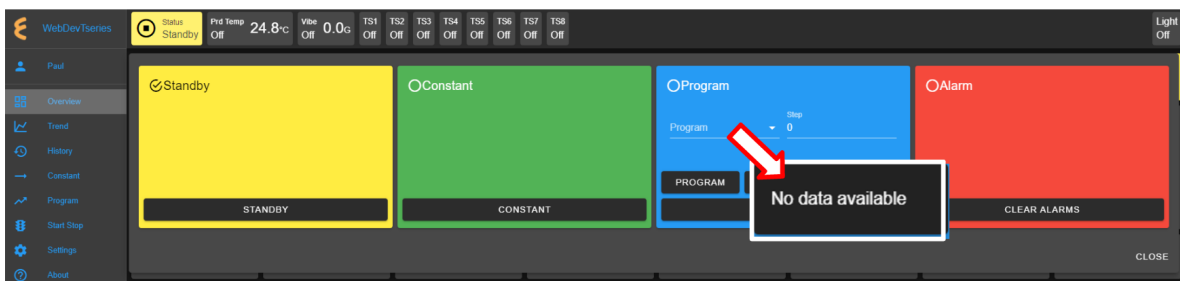 WebDevTseries
Status
Standby
Prd Temp
Off
24.8°C
Vibe
Off
0.0G
TS1
Off
TS2
Off
TS3
Off
TS4
Off
TS5
Off
TS6
Off
TS7
Off
TS8
Off
Light
Off
Paul
Overview
Trend
History
Constant
Program
Start Stop
Settings
About
Standby
STANDBY
Constant
CONSTANT
Program
Program
Step
0
PROGRAM
No data available
Alarm
CLEAR ALARMS
CLOSE